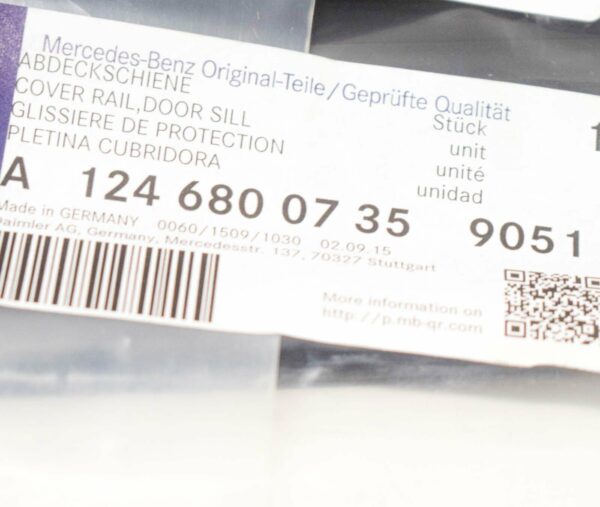 Mercedes-Benz Original-Teile/Geprüfte Qualität
ABDECKSCHIENE
COVER RAIL,DOOR SILL
GLISSIERE DE PROTECTION
PLETINA CUBRIDORA
Stück 1
unit
unité
unidad
A 124 680 07 35 9051
Made in GERMANY 0060/1509/1030 02.09.15
Daimler AG, Germany, Mercedesstr. 137, 70327 Stuttgart
More information on
http://p.mb-qr.com